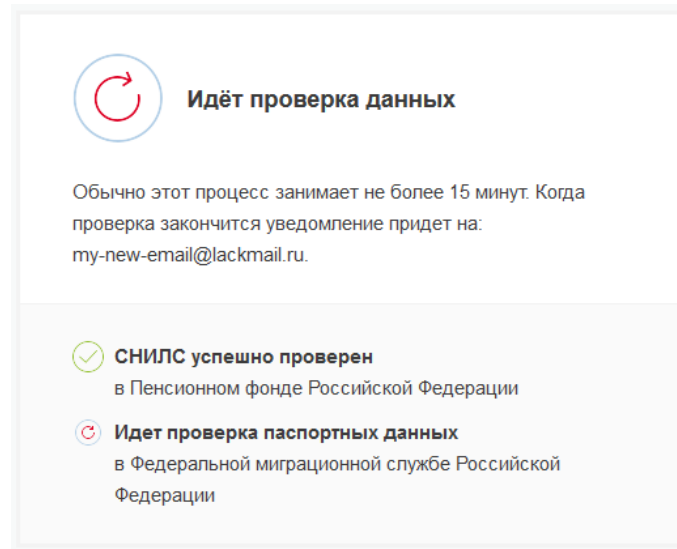 Идёт проверка данных
Обычно этот процесс занимает не более 15 минут. Когда
проверка закончится уведомление придет на:
my-new-email@lackmail.ru.
СНИЛС успешно проверен
в Пенсионном фонде Российской Федерации
Идет проверка паспортных данных
в Федеральной миграционной службе Российской
Федерации